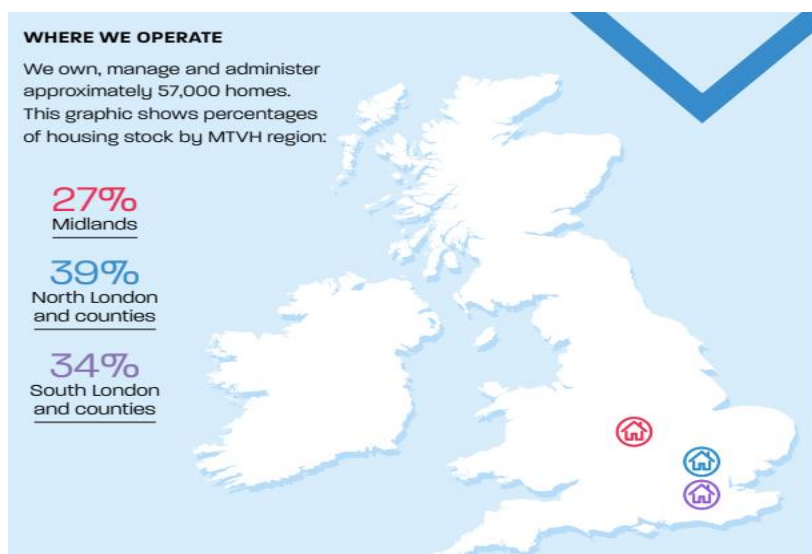 WHERE WE OPERATE
We own, manage and administer
approximately 57,000 homes.
This graphic shows percentages
of housing stock by MTVH region:
27%
Midlands
39%
North London
and counties
34%
South London
and counties